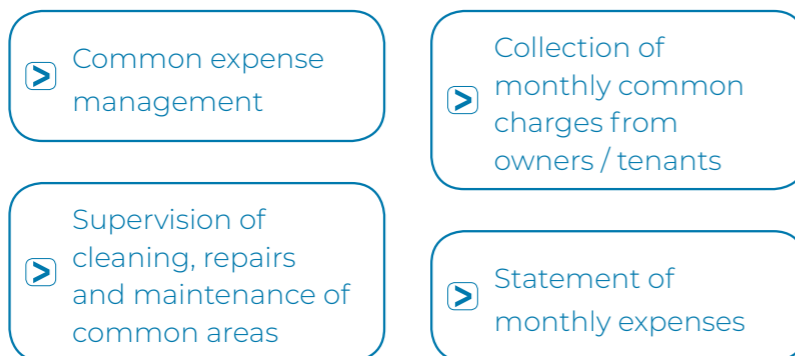 Common expense
management
Collection of
monthly common
charges from
owners / tenants
Supervision of
cleaning, repairs
and maintenance of
common areas
Statement of
monthly expenses